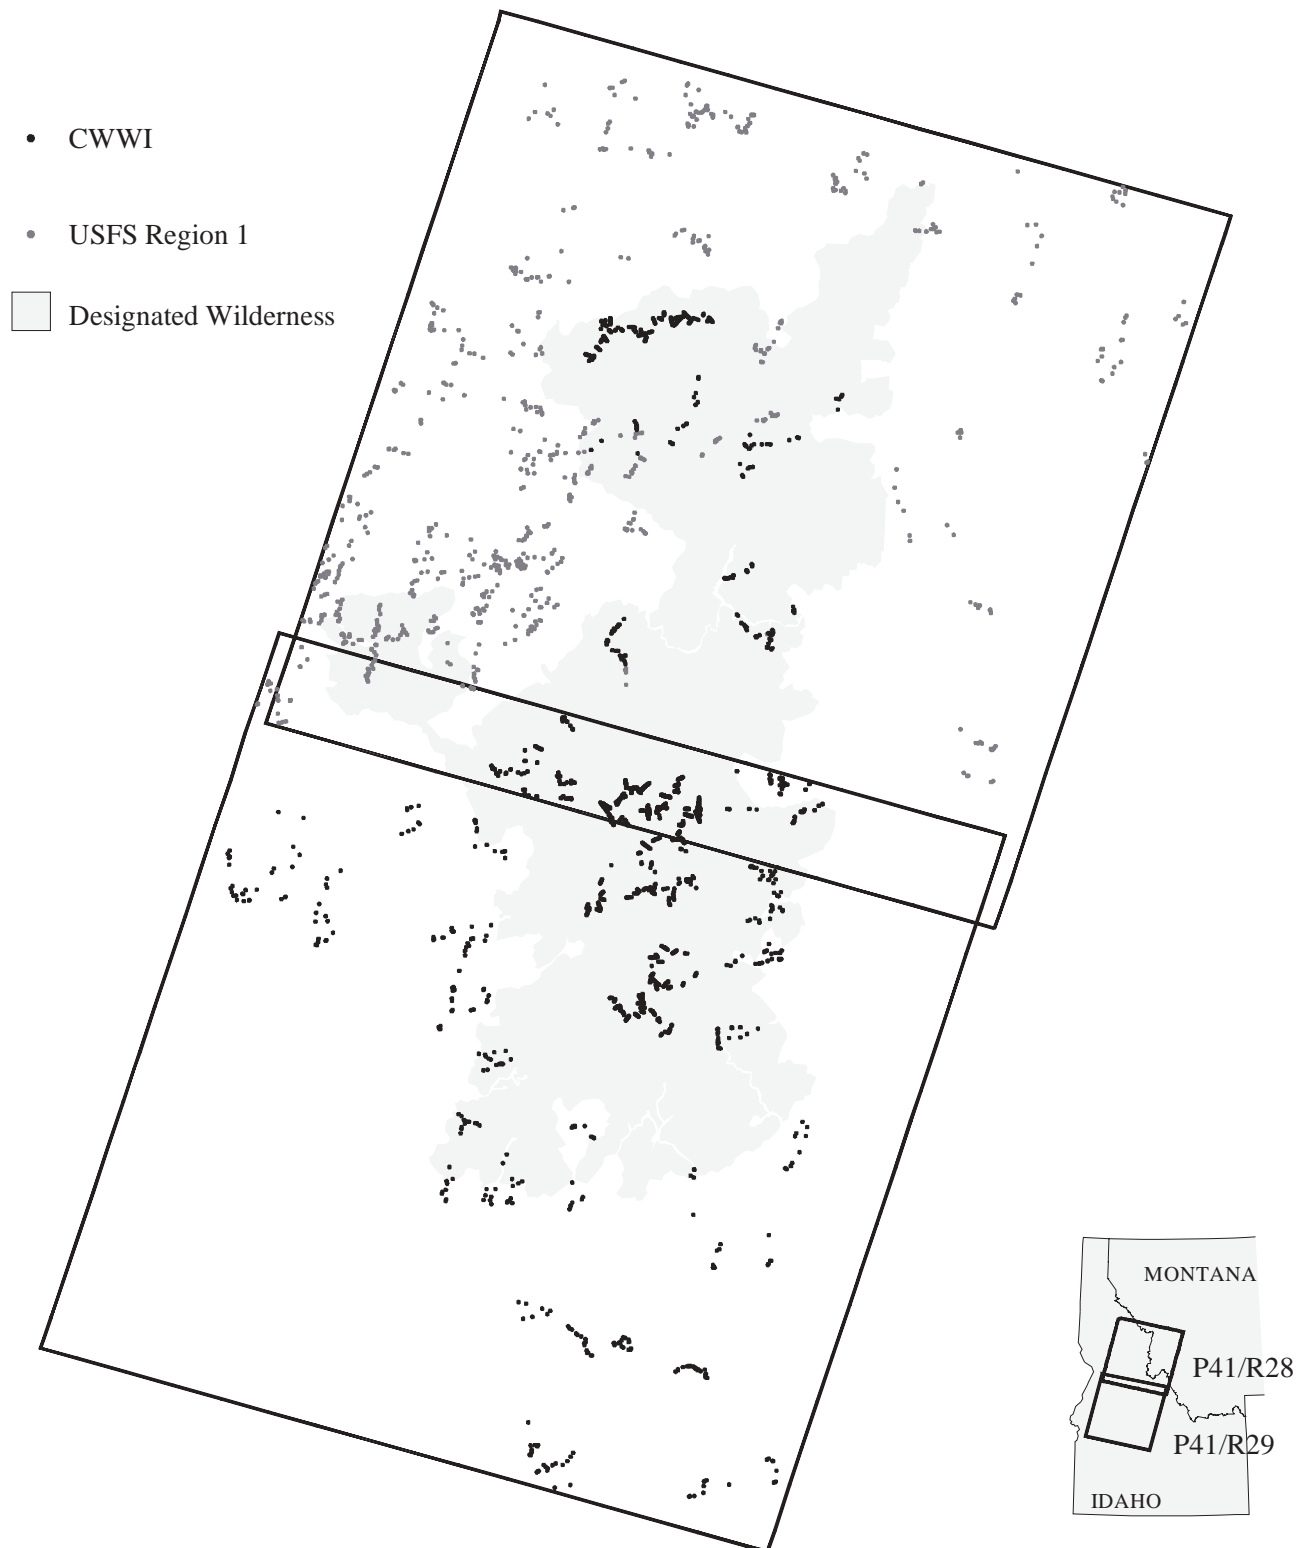 CWWI
USFS Region 1
Designated Wilderness
MONTANA
P41/R28
P41/R29
IDAHO